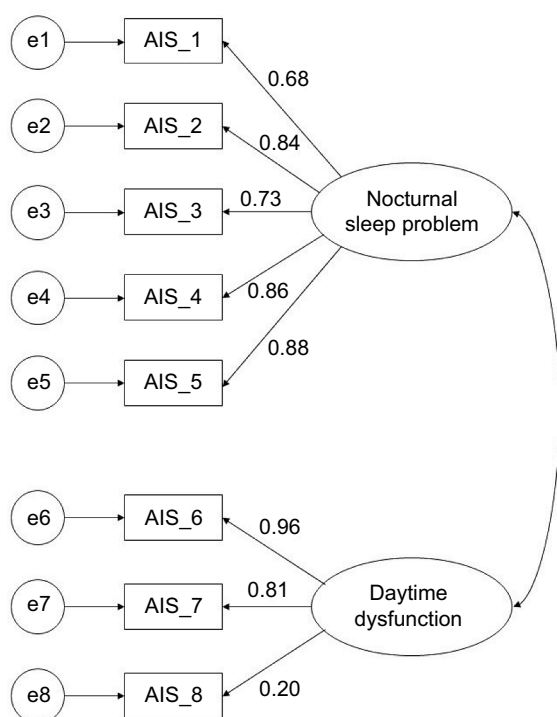 e1
AIS_1
0.68
e2
AIS_2
0.84
e3
AIS_3
0.73
Nocturnal
sleep problem
e4
AIS_4
0.86
e5
AIS_5
0.88
e6
AIS_6
0.96
e7
AIS_7
0.81
Daytime
dysfunction
e8
AIS_8
0.20